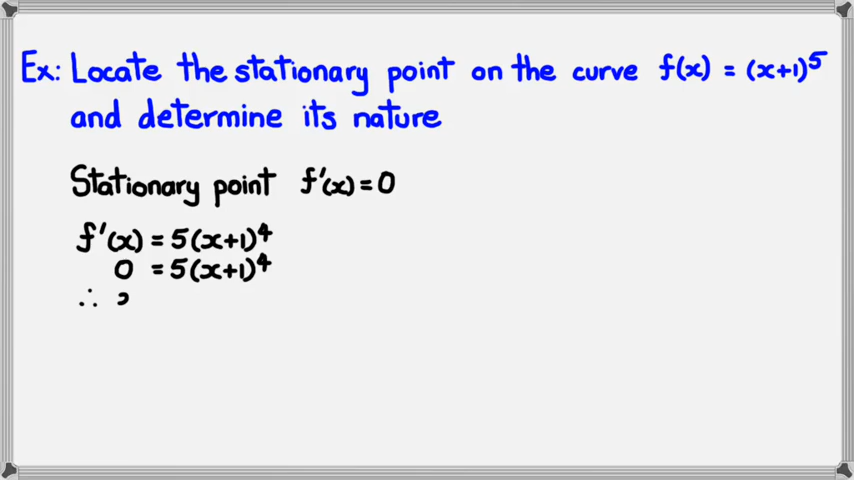 Ex: Locate the stationary point on the curve f(x) = (x+1)⁵
and determine its nature
Stationary point f'(x) = 0
f'(x) = 5(x+1)⁴
0 = 5(x+1)⁴
∴